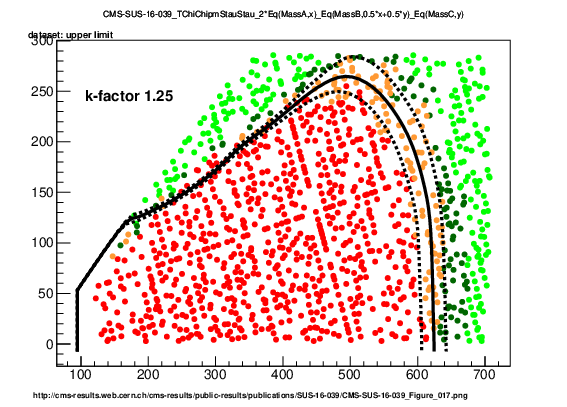 CMS-SUS-16-039_TChiChipmStauStau_2*Eq(MassA,x)_Eq(MassB,0.5*x+0.5*y)_Eq(MassC,y)
dataset: upper limit
300
k-factor 1.25
250
200
150
100
50
0
100 200 300 400 500 600 700
http://cms-results.web.cern.ch/cms-results/public-results/publications/SUS-16-039/CMS-SUS-16-039_Figure_017.png